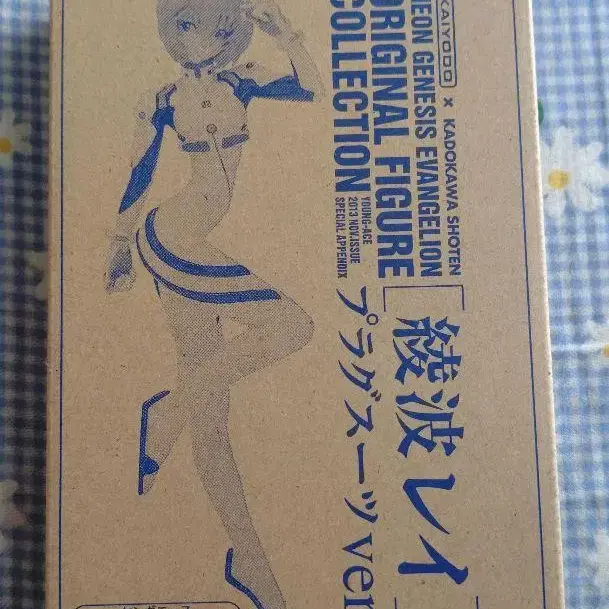 KAIYODO × KADOKAWA SHOTEN
NEON GENESIS EVANGELION
ORIGINAL FIGURE
COLLECTION
YOUNG-ACE
2013 NOV.ISSUE
SPECIAL APPENDIX
[綾波レイ
プラグスーツver